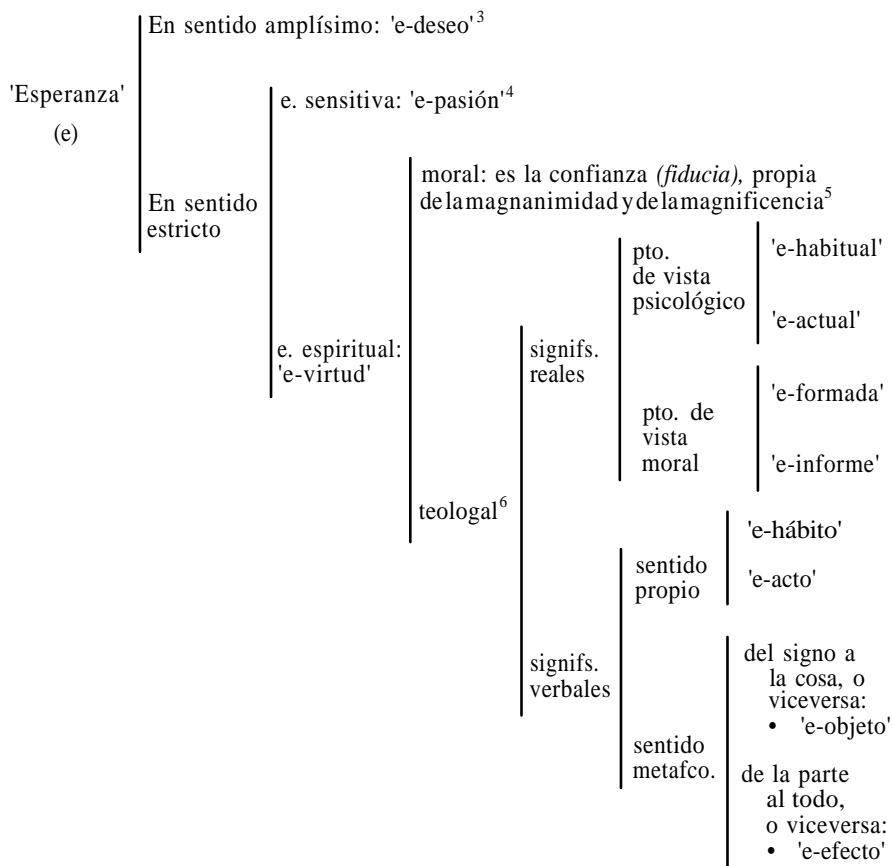 En sentido amplísimo: 'e-deseo'³
'Esperanza'
(e)
e. sensitiva: 'e-pasión'⁴
En sentido
estricto
moral: es la confianza (fiducia), propia
de la magnanimidad y de la magnificencia⁵
e. espiritual:
'e-virtud'
teologal⁶
signifs.
reales
pto.
de vista
psicológico
'e-habitual'
'e-actual'
pto. de
vista
moral
'e-formada'
'e-informe'
signifs.
verbales
sentido
propio
'e-hábito'
'e-acto'
sentido
metafco.
del signo a
la cosa, o
viceversa:
• 'e-objeto'
de la parte
al todo,
o viceversa:
• 'e-efecto'